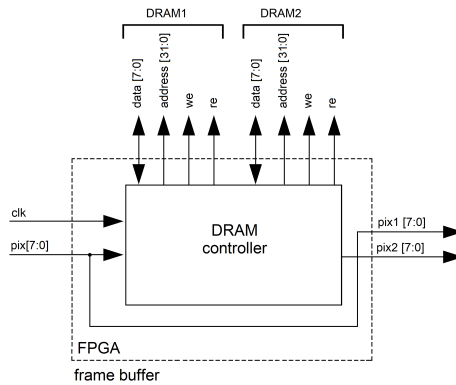 DRAM1
DRAM2
data [7:0]
address [31:0]
we
re
data [7:0]
address [31:0]
we
re
clk
pix[7:0]
DRAM
controller
pix1 [7:0]
pix2 [7:0]
FPGA
frame buffer